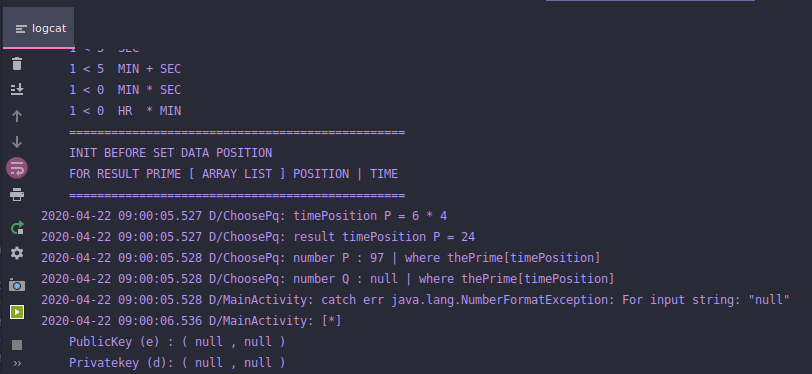 logcat
1 < 5 SEC
1 < 5 MIN + SEC
1 < 0 MIN * SEC
1 < 0 HR * MIN
================================================
INIT BEFORE SET DATA POSITION
FOR RESULT PRIME [ ARRAY LIST ] POSITION | TIME
================================================
2020-04-22 09:00:05.527 D/ChoosePq: timePosition P = 6 * 4
2020-04-22 09:00:05.527 D/ChoosePq: result timePosition P = 24
2020-04-22 09:00:05.528 D/ChoosePq: number P : 97 | where thePrime[timePosition]
2020-04-22 09:00:05.528 D/ChoosePq: number Q : null | where thePrime[timePosition]
2020-04-22 09:00:05.528 D/MainActivity: catch err java.lang.NumberFormatException: For input string: "null"
2020-04-22 09:00:06.536 D/MainActivity: [*]
PublicKey (e) : ( null , null )
Privatekey (d): ( null , null )